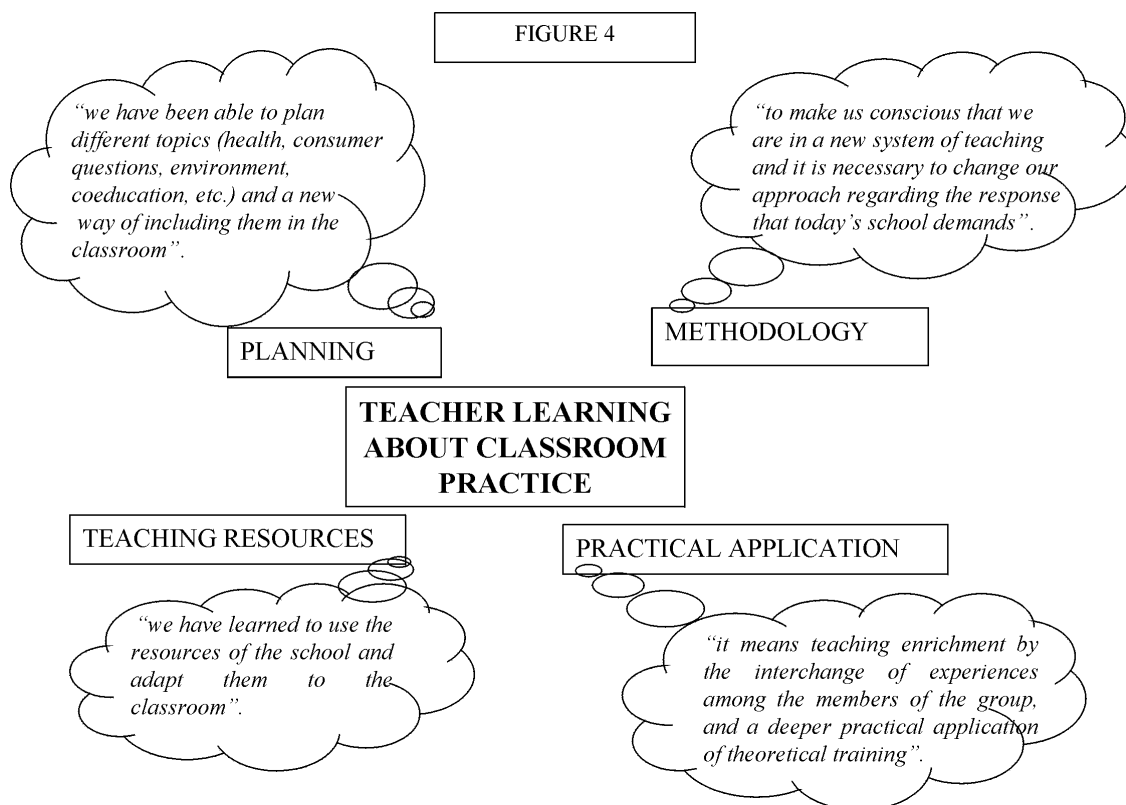 FIGURE 4
“we have been able to plan
different topics (health, consumer
questions, environment,
coeducation, etc.) and a new
way of including them in the
classroom”.
“to make us conscious that we
are in a new system of teaching
and it is necessary to change our
approach regarding the response
that today’s school demands”.
PLANNING
METHODOLOGY
TEACHER LEARNING
ABOUT CLASSROOM
PRACTICE
TEACHING RESOURCES
PRACTICAL APPLICATION
“we have learned to use the
resources of the school and
adapt them to the
classroom”.
“it means teaching enrichment by
the interchange of experiences
among the members of the group,
and a deeper practical application
of theoretical training”.